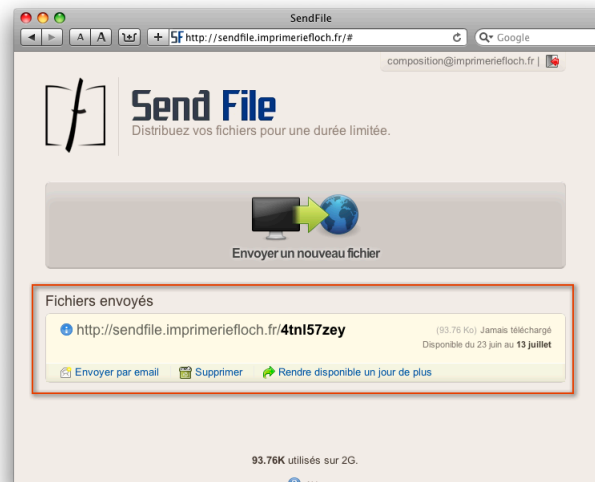 SendFile
A A + SF http://sendfile.imprimeriefloch.fr/# Google
composition@imprimeriefloch.fr |
f
Send File
Distribuez vos fichiers pour une durée limitée.
Envoyer un nouveau fichier
Fichiers envoyés
http://sendfile.imprimeriefloch.fr/4tnl57zey
(93.76 Ko) Jamais téléchargé
Disponible du 23 juin au 13 juillet
Envoyer par email Supprimer Rendre disponible un jour de plus
93.76K utilisés sur 2G.